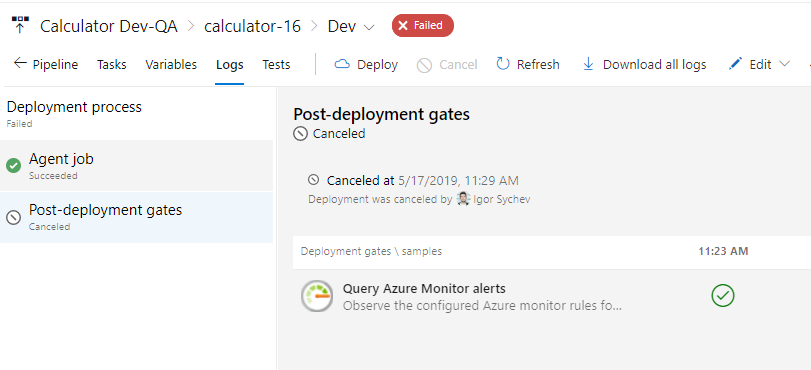 Calculator Dev-QA > calculator-16 > Dev Failed
Pipeline Tasks Variables Logs Tests Deploy Cancel Refresh Download all logs Edit
Deployment process
Failed
Agent job
Succeeded
Post-deployment gates
Canceled
Post-deployment gates
Canceled
Canceled at 5/17/2019, 11:29 AM
Deployment was canceled by Igor Sychev
Deployment gates \ samples 11:23 AM
Query Azure Monitor alerts
Observe the configured Azure monitor rules fo...